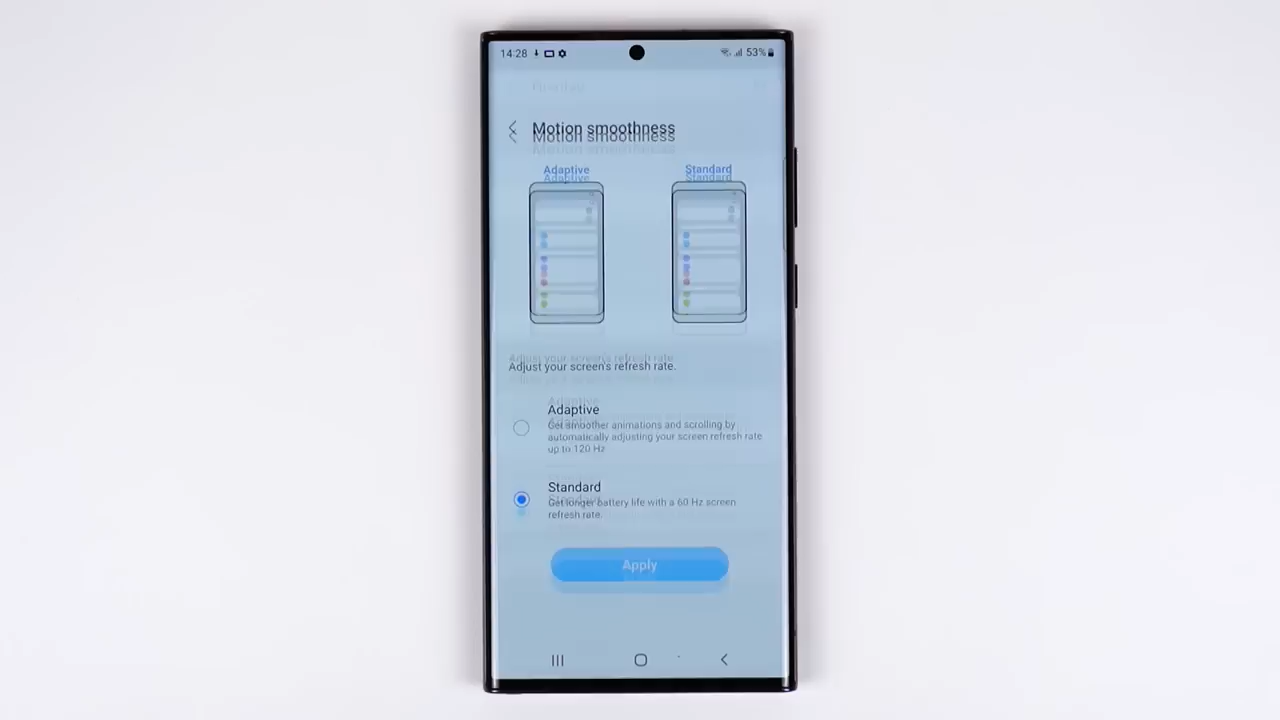 14:28 53%
Motion smoothness
Adaptive Standard
Adjust your screen's refresh rate.
Adaptive
Get smoother animations and scrolling by
automatically adjusting your screen refresh rate
up to 120 Hz
Standard
Get longer battery life with a 60 Hz screen
refresh rate.
Apply